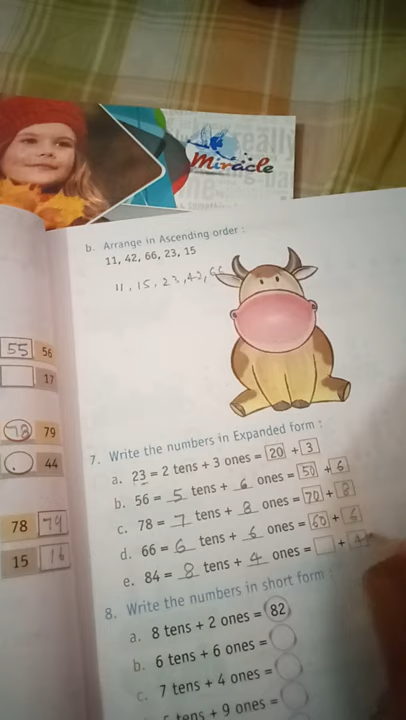 Miracle
b. Arrange in Ascending order :
11, 42, 66, 23, 15
11, 15, 23, 42, 66
55 56
17
78 79
44
78 79
15 16
7. Write the numbers in Expanded form :
a. 23 = 2 tens + 3 ones = 20 + 3
b. 56 = 5 tens + 6 ones = 50 + 6
c. 78 = 7 tens + 8 ones = 70 + 8
d. 66 = 6 tens + 6 ones = 60 + 6
e. 84 = 8 tens + 4 ones = + 4
8. Write the numbers in short form :
a. 8 tens + 2 ones = 82
b. 6 tens + 6 ones =
c. 7 tens + 4 ones =
tens + 9 ones =